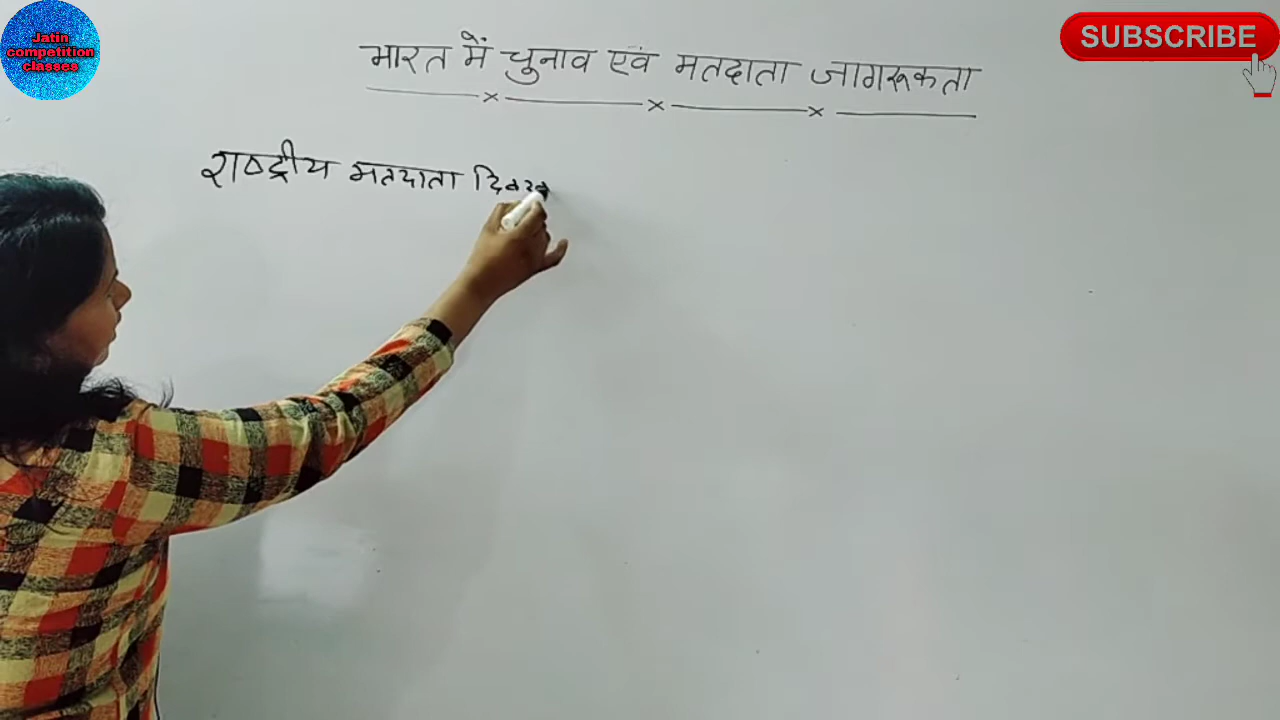 Jatin
competition
classes
SUBSCRIBE
भारत में चुनाव एवं मतदाता जागरूकता
राष्ट्रीय मतदाता दिवस